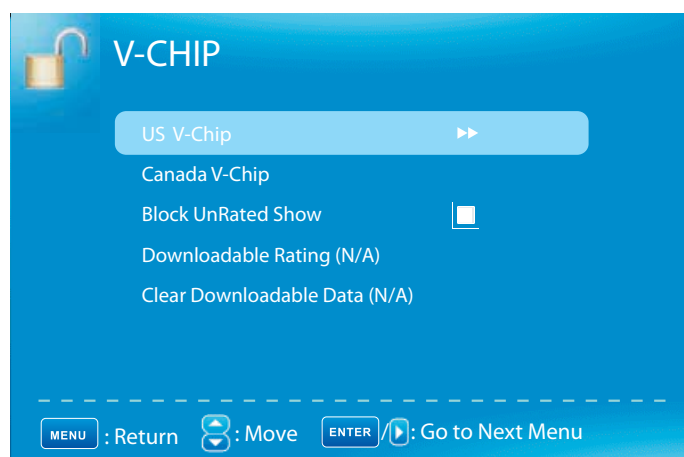 V-CHIP
US V-Chip
Canada V-Chip
Block UnRated Show
Downloadable Rating (N/A)
Clear Downloadable Data (N/A)
MENU : Return : Move ENTER / : Go to Next Menu